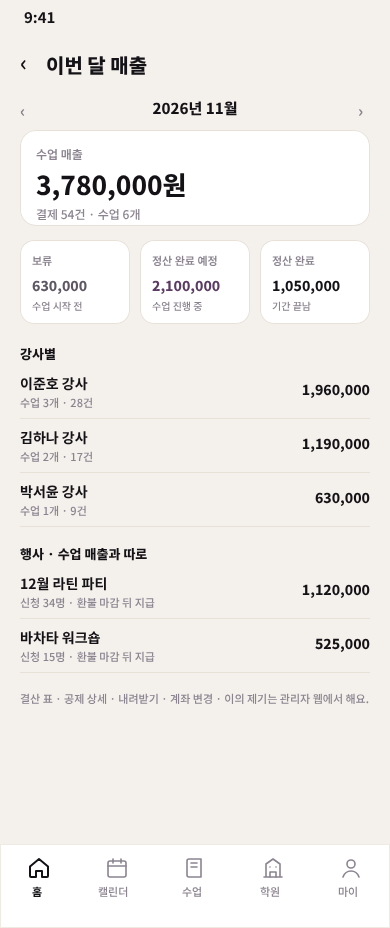 9:41
‹ 이번 달 매출
‹ 2026년 11월 ›
수업 매출
3,780,000원
결제 54건 · 수업 6개
보류
630,000
수업 시작 전
정산 완료 예정
2,100,000
수업 진행 중
정산 완료
1,050,000
기간 끝남
강사별
이준호 강사
수업 3개 · 28건
1,960,000
김하나 강사
수업 2개 · 17건
1,190,000
박서윤 강사
수업 1개 · 9건
630,000
행사 · 수업 매출과 따로
12월 라틴 파티
신청 34명 · 환불 마감 뒤 지급
1,120,000
바차타 워크숍
신청 15명 · 환불 마감 뒤 지급
525,000
결산 표 · 공제 상세 · 내려받기 · 계좌 변경 · 이의 제기는 관리자 웹에서 해요.
홈 캘린더 수업 학원 마이